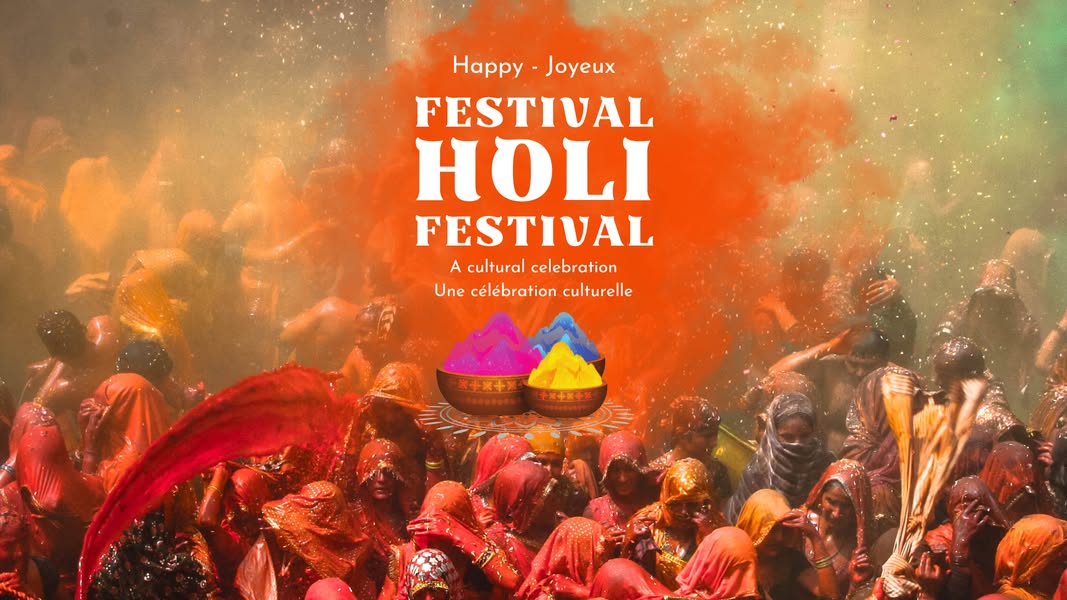 Happy - Joyeux
FESTIVAL
HOLI
FESTIVAL
A cultural celebration
Une célébration culturelle